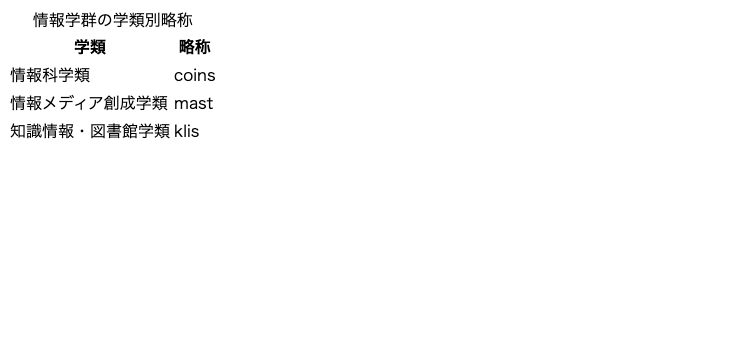 情報学群の学類別略称
学類 略称
情報科学類 coins
情報メディア創成学類 mast
知識情報・図書館学類 klis